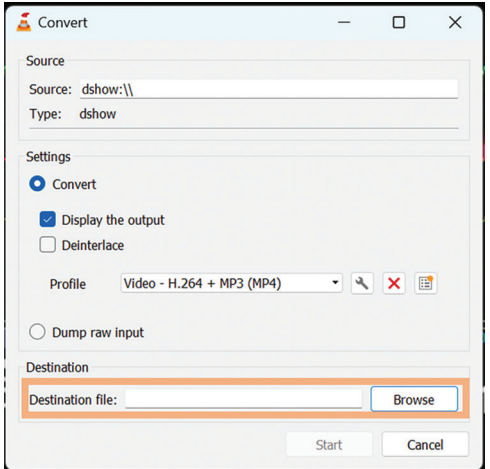 Convert
Source
Source: dshow:\\
Type: dshow
Settings
Convert
Display the output
Deinterlace
Profile Video - H.264 + MP3 (MP4)
Dump raw input
Destination
Destination file: Browse
Start Cancel